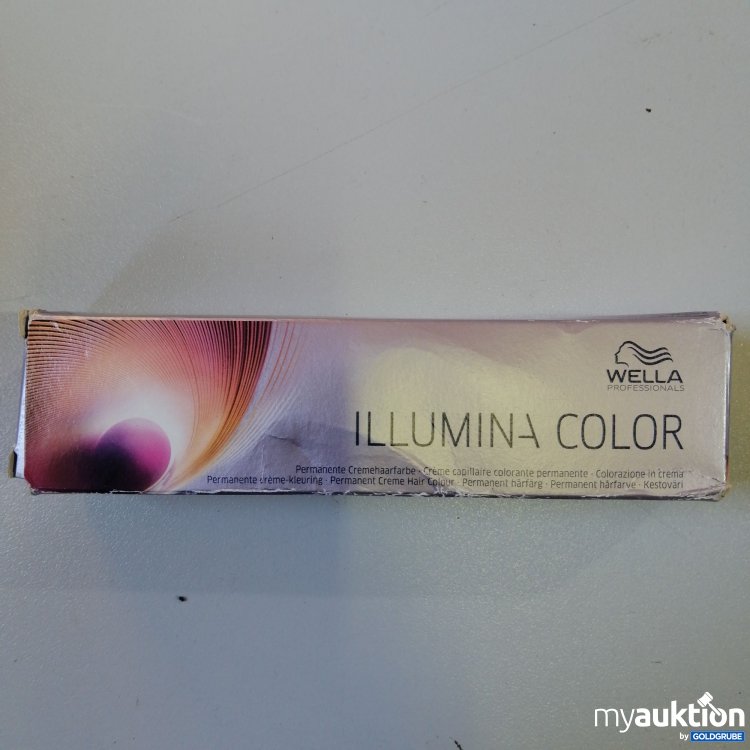 WELLA
PROFESSIONALS
ILLUMINA COLOR
Permanente Cremehaarfarbe · Crème capillaire colorante permanente · Colorazione in crema
Permanente crème-kleuring · Permanent Creme Hair Colour · Permanent hårfärg · Permanent hårfarve · Kestoväri
myauktion
by GOLDGRUBE